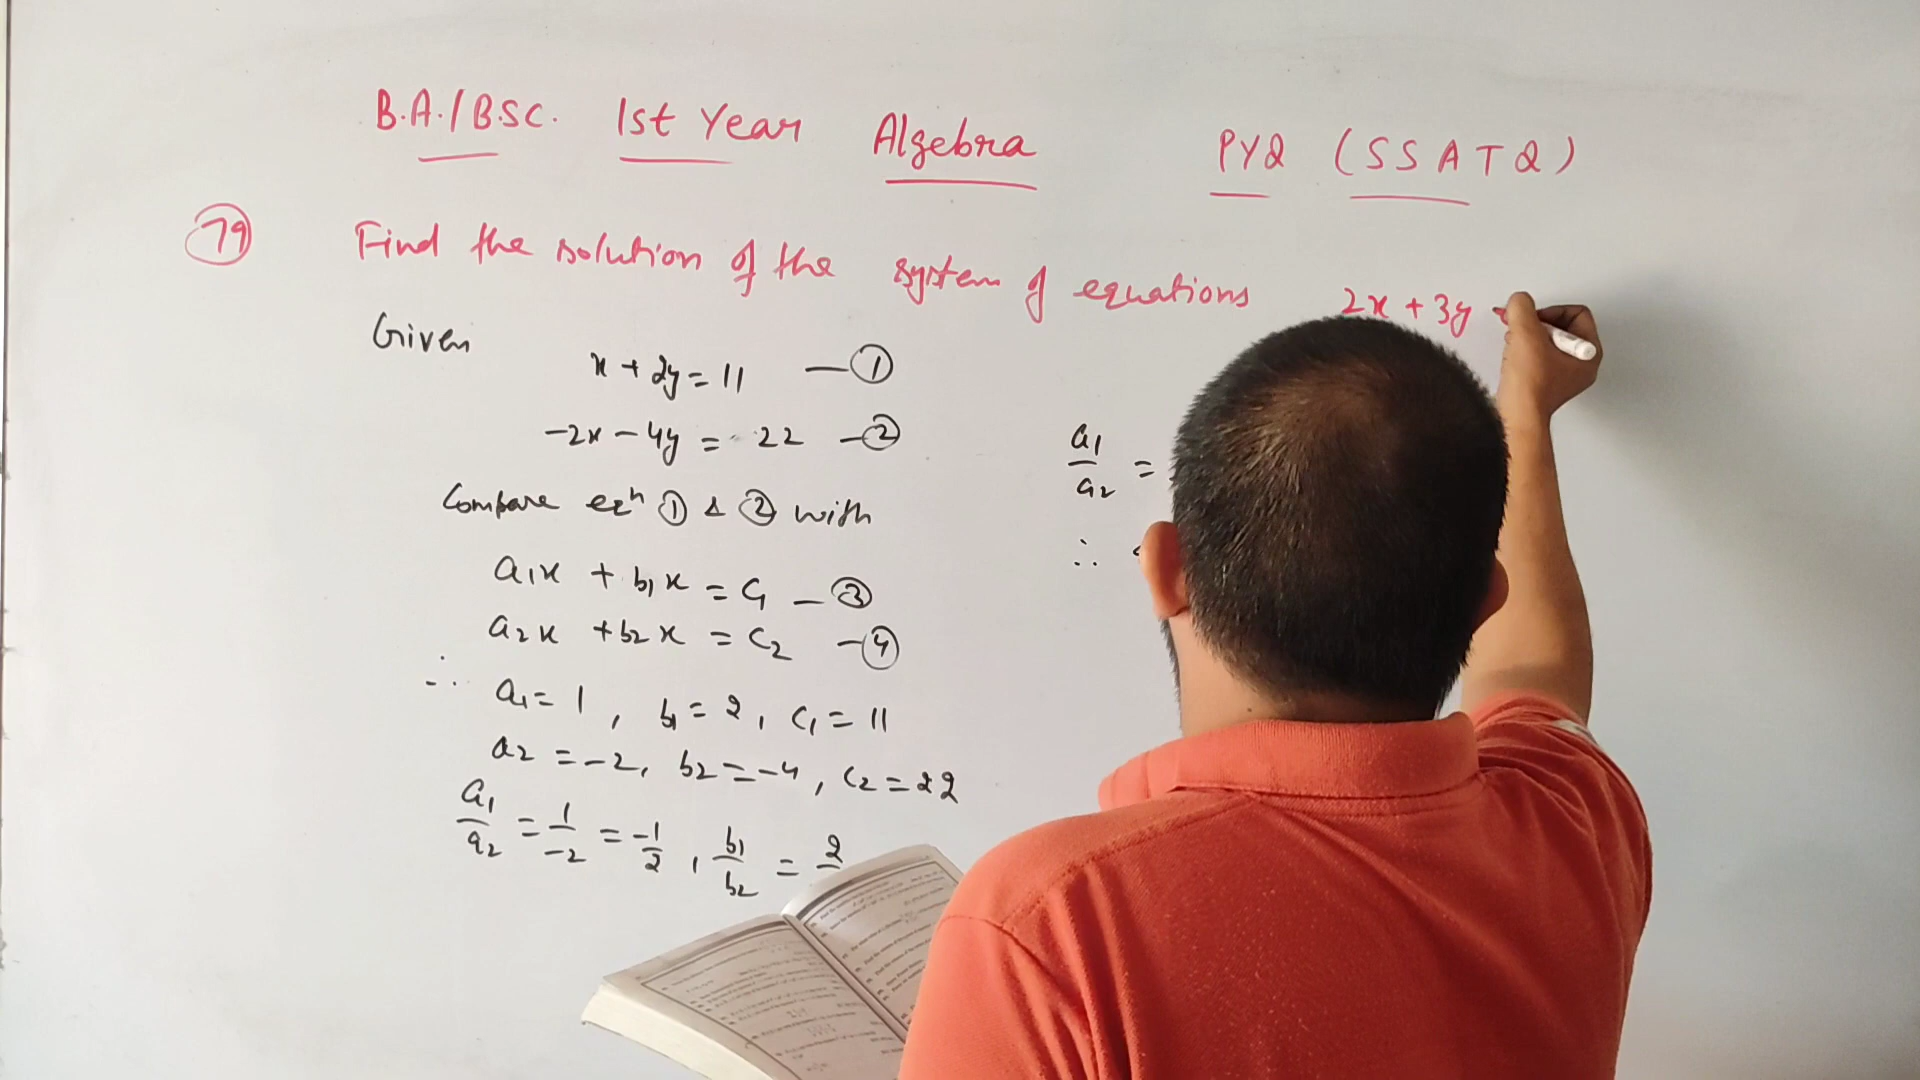 B.A./B.SC. 1st Year Algebra PYQ (SSATQ)
79 Find the solution of the system of equations 2x + 3y
Given
x + 2y = 11 — 1
-2x - 4y = 22 — 2
Compare eqn 1 & 2 with
a1x + b1x = c1 — 3
a2x + b2x = c2 — 4
∴ a1 = 1, b1 = 2, c1 = 11
a2 = -2, b2 = -4, c2 = 22
a1/a2 = 1/-2 = -1/2, b1/b2 = 2
a1/a2 =
∴